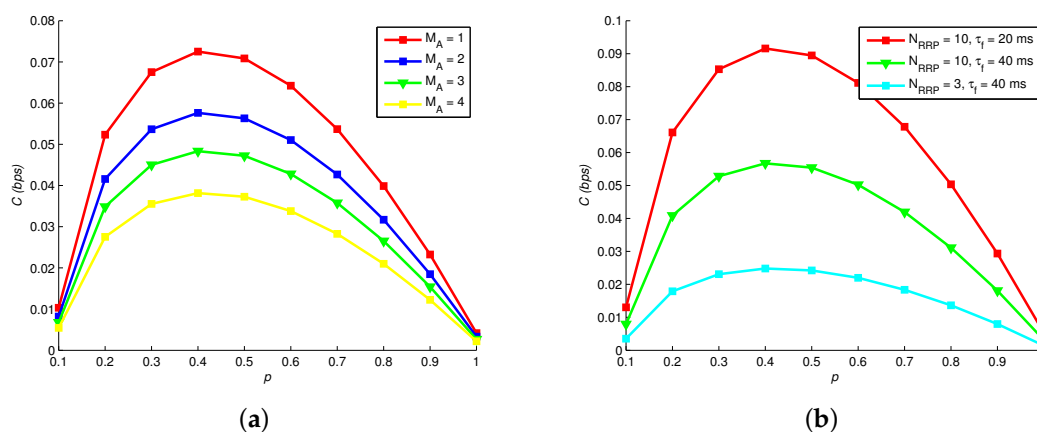 0.08
0.07
0.06
0.05
0.04
0.03
0.02
0.01
0
C (bps)
0.1 0.2 0.3 0.4 0.5 0.6 0.7 0.8 0.9 1
p
M_A = 1
M_A = 2
M_A = 3
M_A = 4
(a)
0.1
0.09
0.08
0.07
0.06
0.05
0.04
0.03
0.02
0.01
0
C (bps)
0.1 0.2 0.3 0.4 0.5 0.6 0.7 0.8 0.9
p
N_RRP = 10, τ_f = 20 ms
N_RRP = 10, τ_f = 40 ms
N_RRP = 3, τ_f = 40 ms
(b)